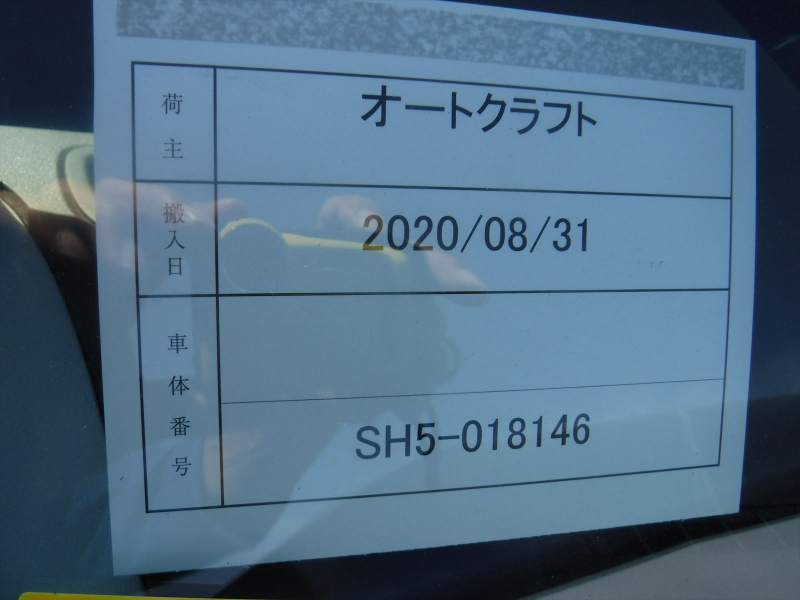 荷主
オートクラフト
搬入日
2020/08/31
車体番号
SH5-018146